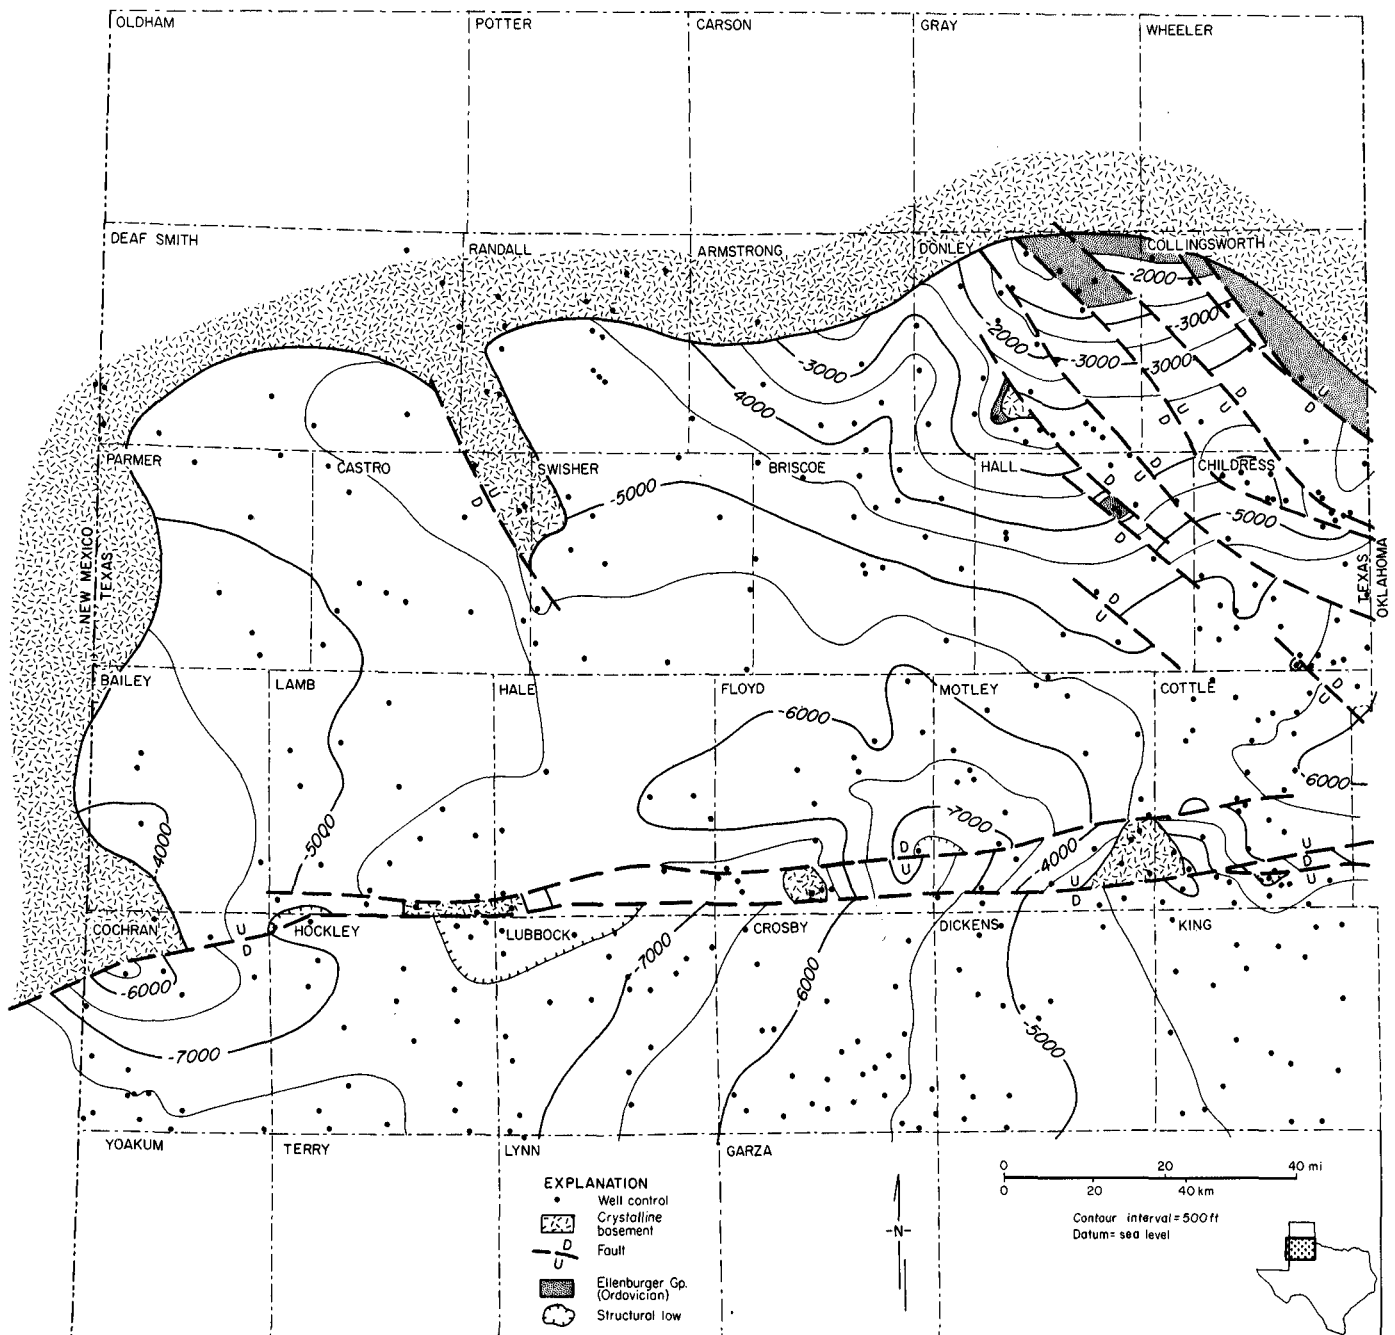 OLDHAM
POTTER
CARSON
GRAY
WHEELER
DEAF SMITH
RANDALL
ARMSTRONG
DONLEY
COLLINGSWORTH
-2000
-3000
-2000
-3000
-3000
-3000
4000
U
D
D
U
U
D
PARMER
CASTRO
SWISHER
BRISCOE
HALL
CHILDRESS
D
U
U
D
-5000
D
U
D
-5000
NEW MEXICO
TEXAS
TEXAS
OKLAHOMA
D
U
BAILEY
LAMB
HALE
FLOYD
MOTLEY
COTTLE
D
U
-6000
-6000
4000
-5000
-7000
4000
D
U
U
D
U
D
U
COCHRAN
U
D
HOCKLEY
LUBBOCK
CROSBY
DICKENS
KING
-6000
-7000
-6000
-7000
-5000
YOAKUM
TERRY
LYNN
GARZA
EXPLANATION
Well control
Crystalline
basement
D
U
Fault
Ellenburger Gp.
(Ordovician)
Structural low
-N-
0 20 40 mi
0 20 40 km
Contour interval = 500 ft
Datum = sea level